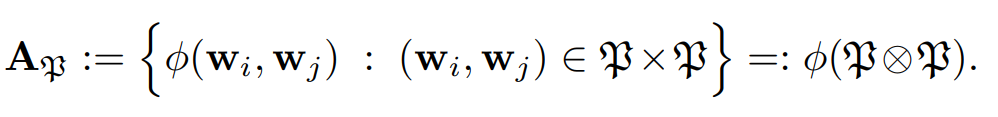 𝐀_𝔓 := {ϕ(𝐰_i, 𝐰_j) : (𝐰_i, 𝐰_j) ∈ 𝔓 × 𝔓} =: ϕ(𝔓 ⊗ 𝔓).